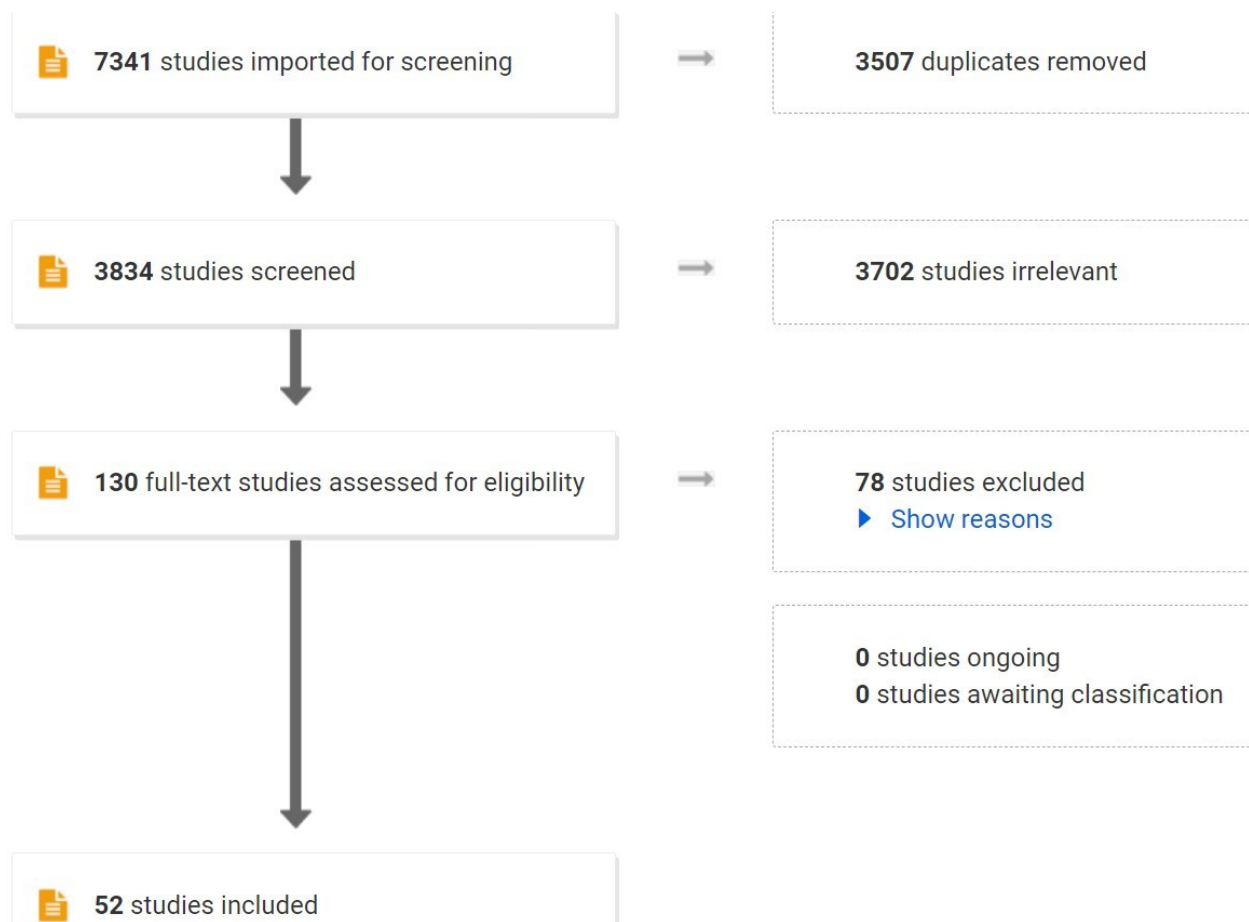 7341 studies imported for screening
3507 duplicates removed
3834 studies screened
3702 studies irrelevant
130 full-text studies assessed for eligibility
78 studies excluded
Show reasons
0 studies ongoing
0 studies awaiting classification
52 studies included